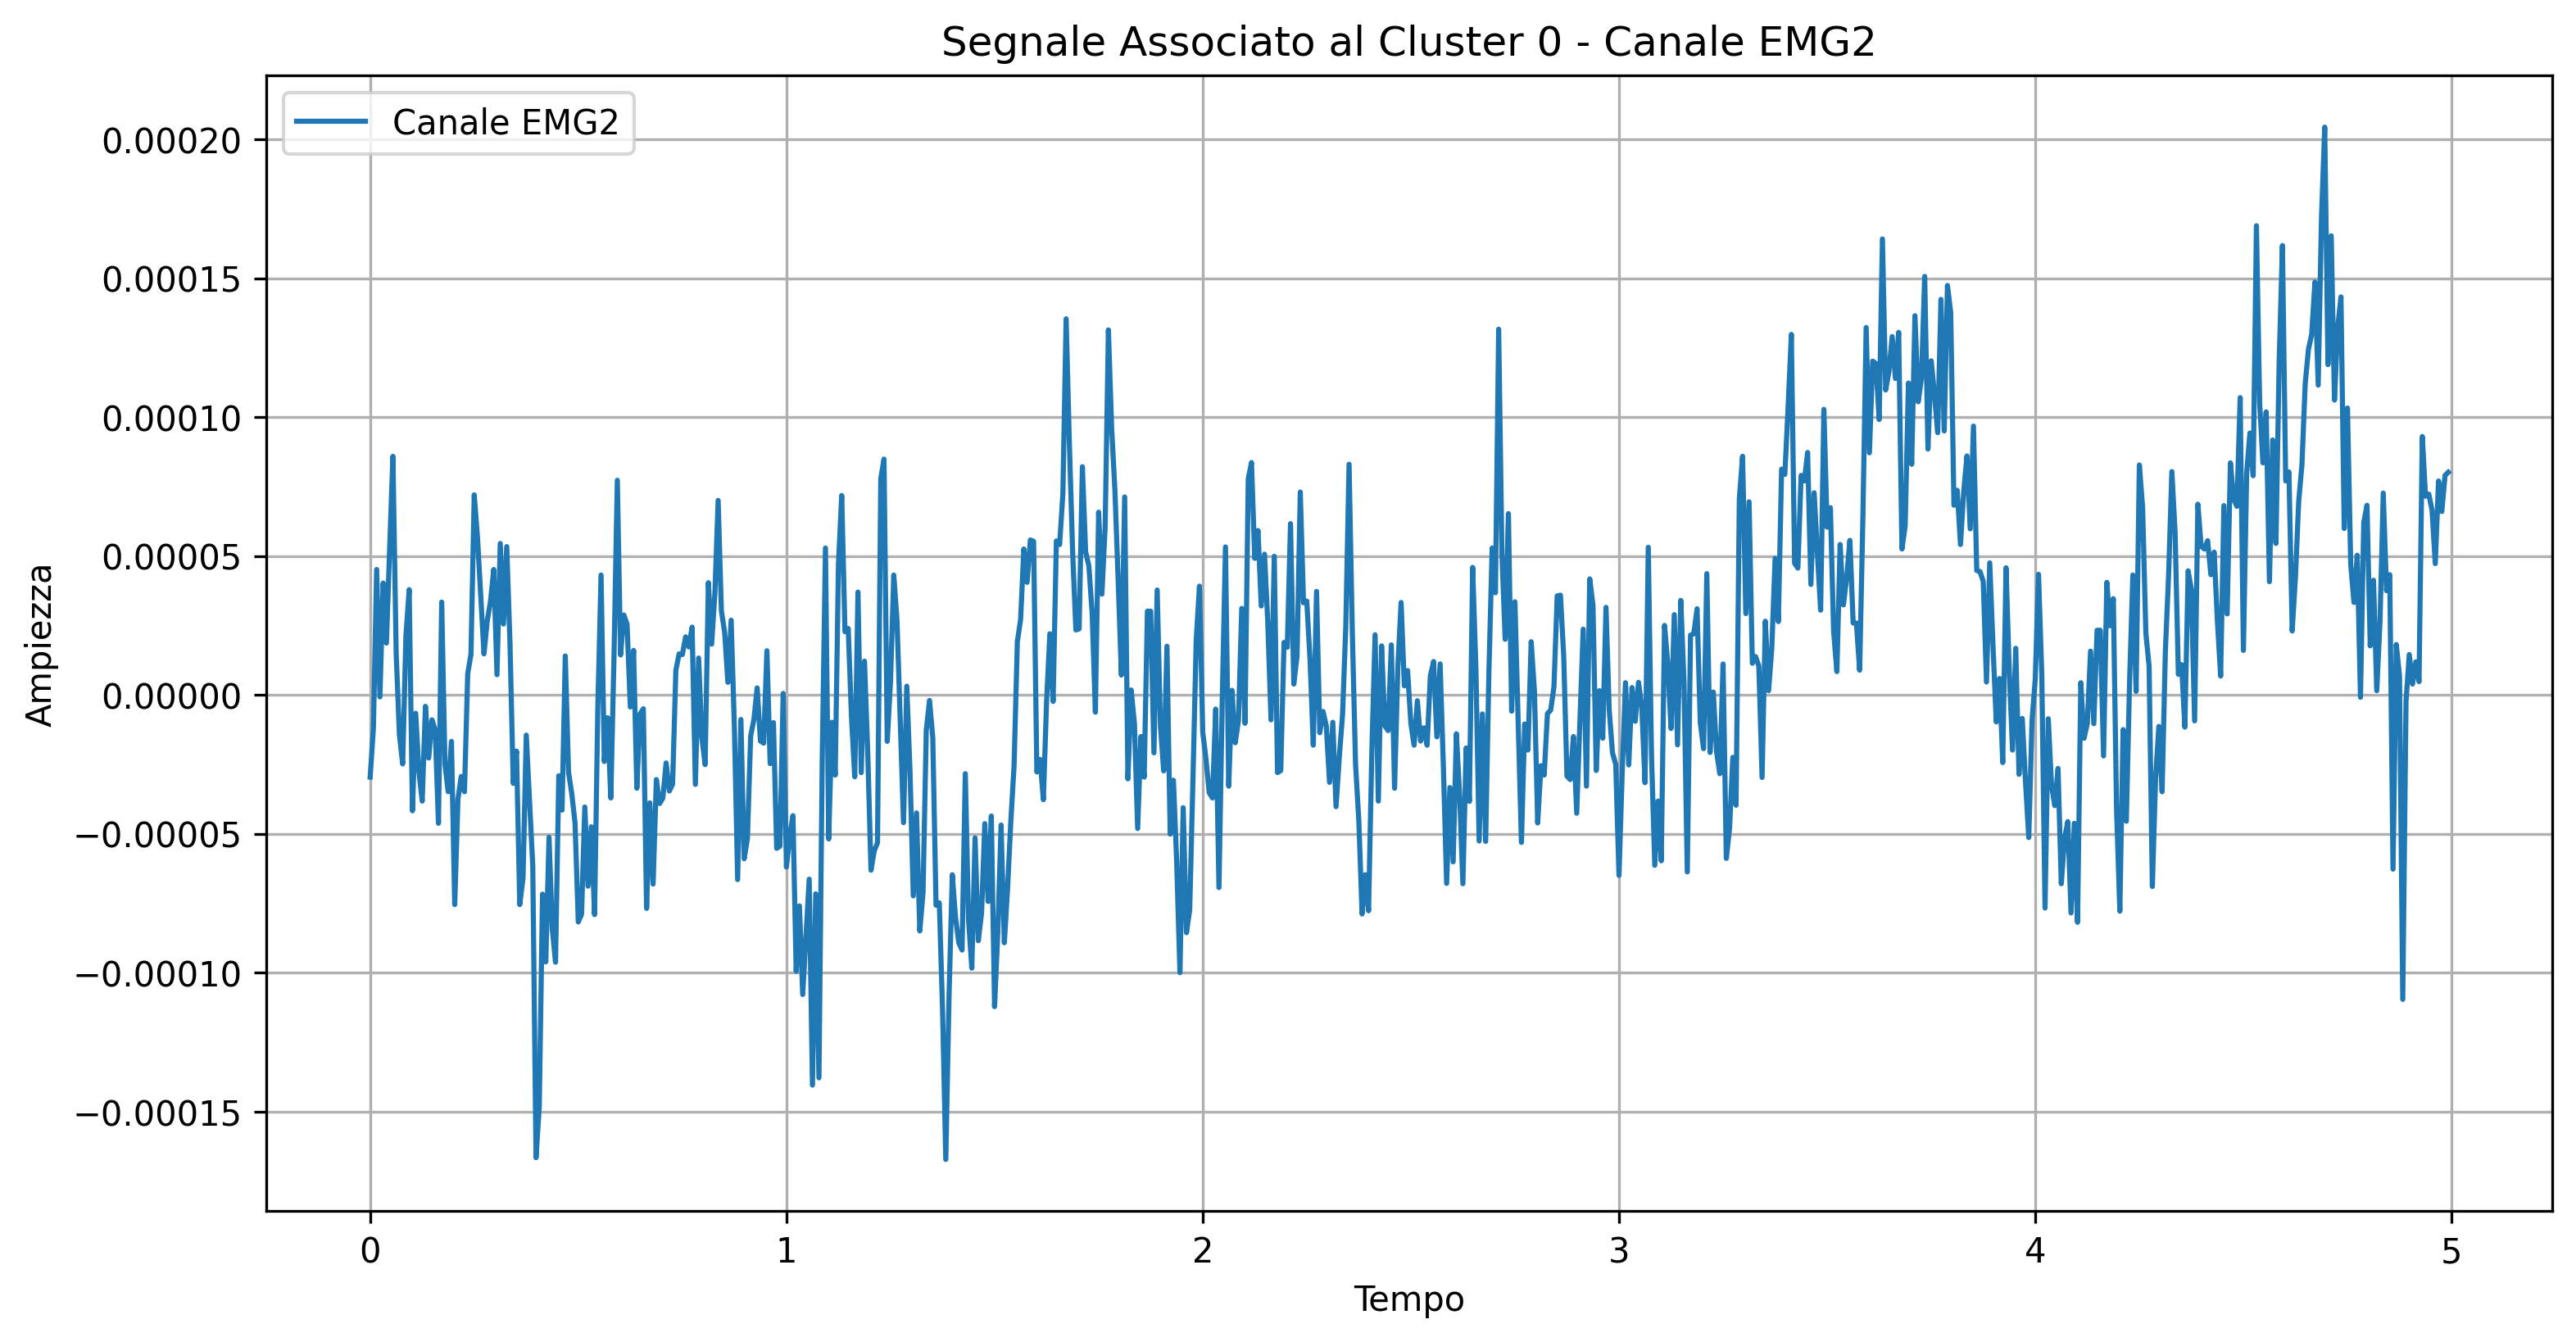 Segnale Associato al Cluster 0 - Canale EMG2
Canale EMG2
0.00020
0.00015
0.00010
0.00005
0.00000
−0.00005
−0.00010
−0.00015
Ampiezza
0 1 2 3 4 5
Tempo